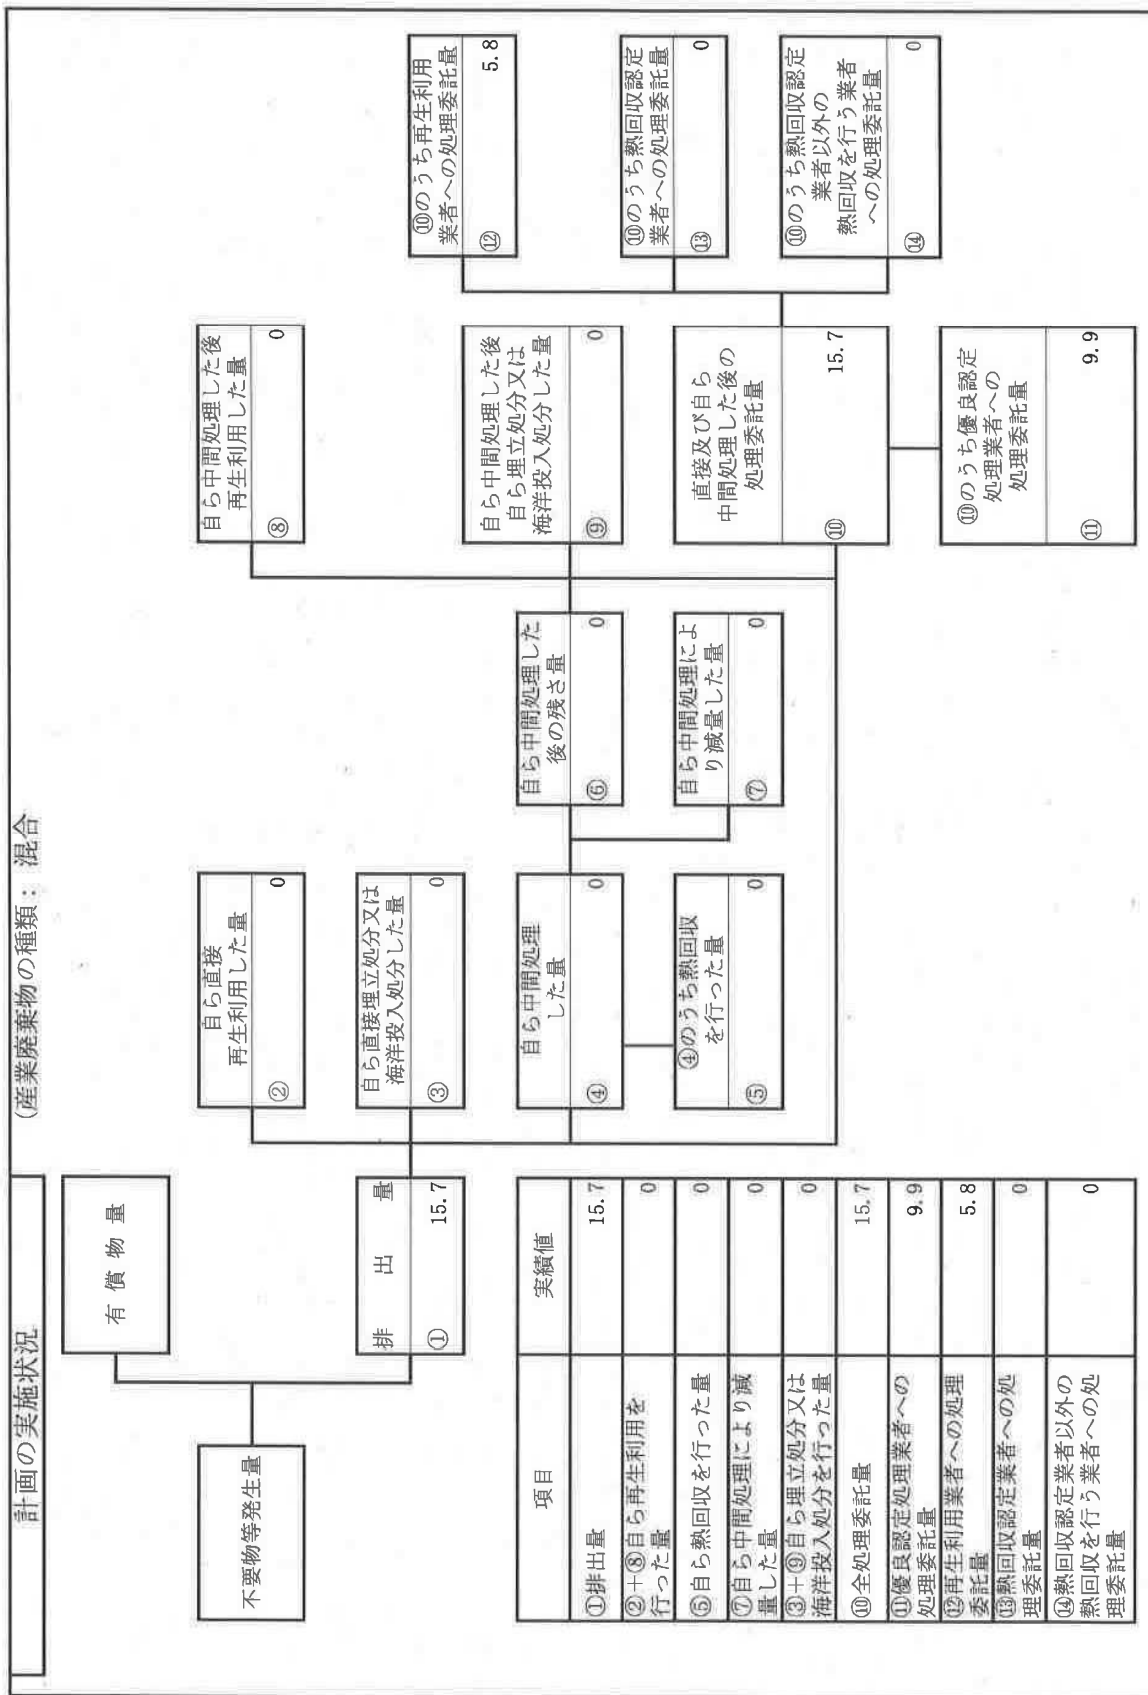 計画の実施状況
(産業廃棄物の種類： 混合
不要物等発生量
有償物量
排出量
① 15.7
自ら直接
再生利用した量
② 0
自ら直接埋立処分又は
海洋投入処分した量
③ 0
自ら中間処理
した量
④ 0
④のうち熱回収
を行った量
⑤ 0
自ら中間処理した
後の残さ量
⑥ 0
自ら中間処理によ
り減量した量
⑦ 0
自ら中間処理した後
再生利用した量
⑧ 0
自ら中間処理した後
自ら埋立処分又は
海洋投入処分した量
⑨ 0
直接及び自ら
中間処理した後の
処理委託量
⑩ 15.7
⑩のうち優良認定
処理業者への
処理委託量
⑪ 9.9
⑩のうち再生利用
業者への処理委託量
⑫ 5.8
⑩のうち熱回収認定
業者への処理委託量
⑬ 0
⑩のうち熱回収認定
業者以外の
熱回収を行う業者
への処理委託量
⑭ 0
項目 実績値
①排出量 15.7
②+⑧自ら再生利用を
行った量 0
⑤自ら熱回収を行った量 0
⑦自ら中間処理により減
量した量 0
③+⑨自ら埋立処分又は
海洋投入処分を行った量 0
⑩全処理委託量 15.7
⑪優良認定処理業者への
処理委託量 9.9
⑫再生利用業者への処理
委託量 5.8
⑬熱回収認定業者への処
理委託量 0
⑭熱回収認定業者以外の
熱回収を行う業者への処
理委託量 0